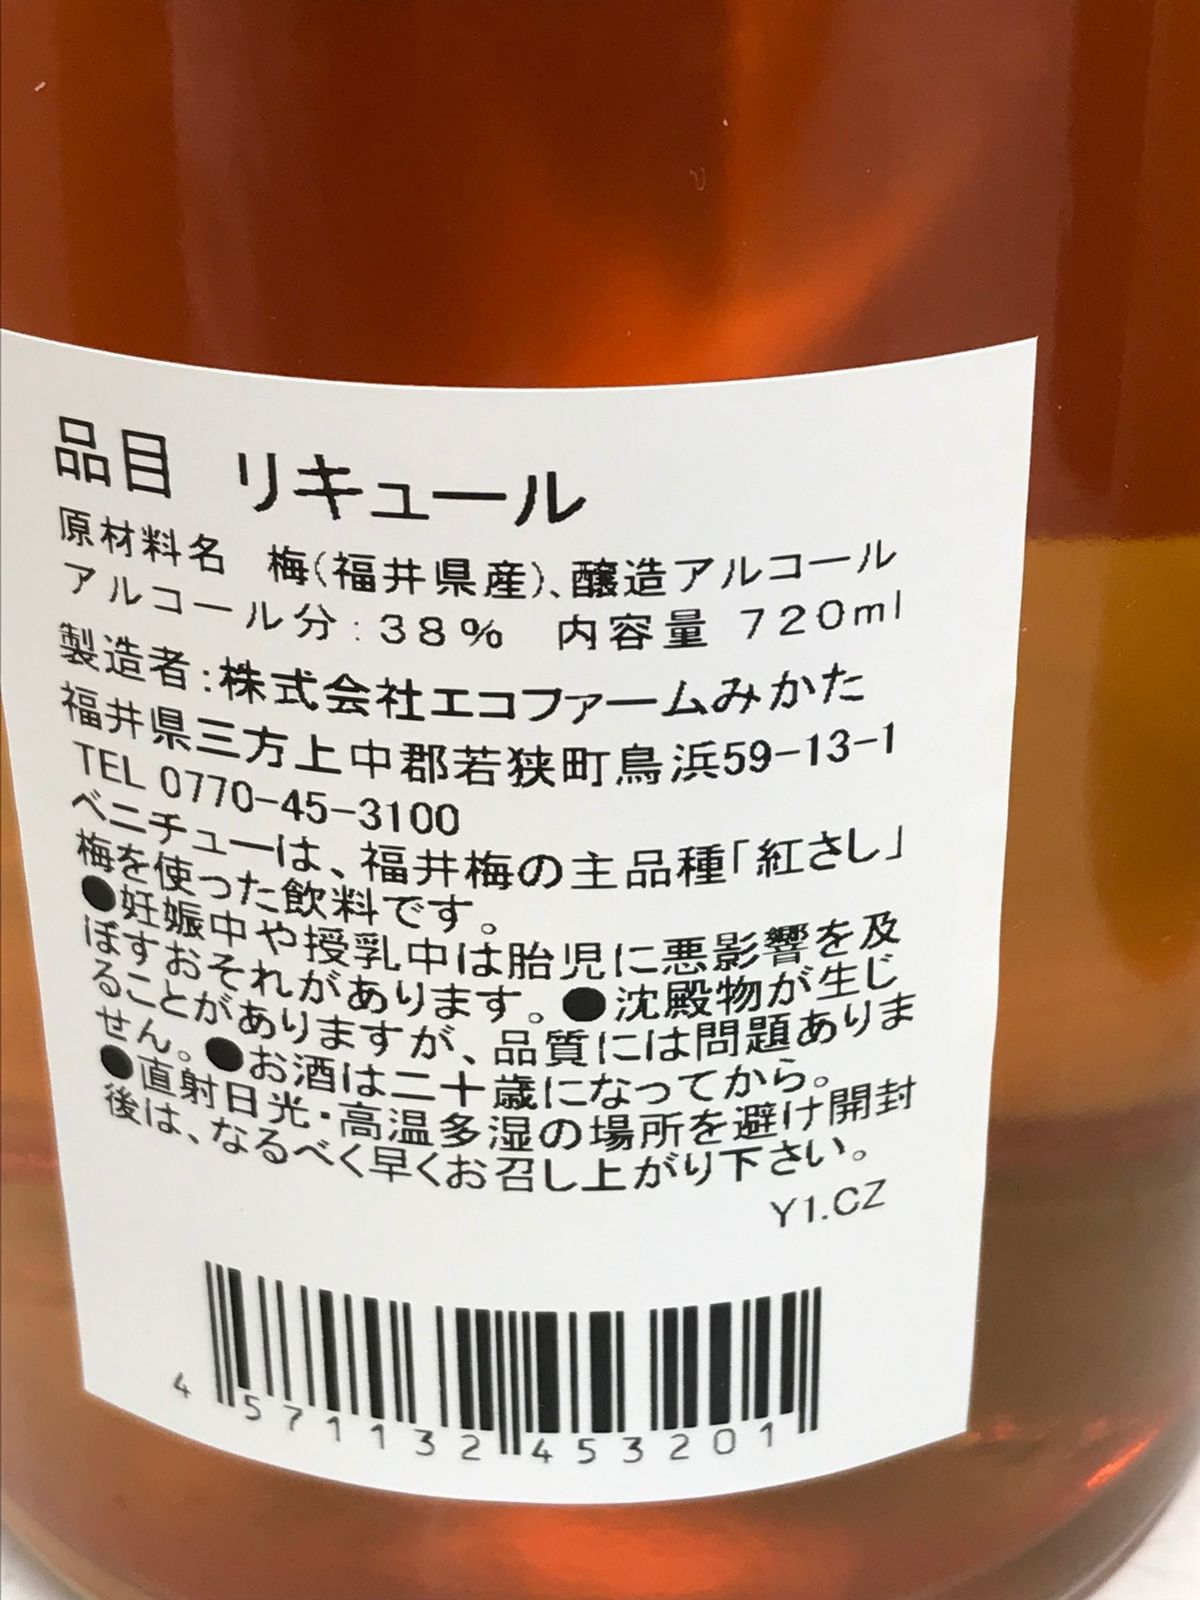 品目　リキュール
原材料名　梅(福井県産)、醸造アルコール
アルコール分:38%　内容量 720ml
製造者:株式会社エコファームみかた
福井県三方上中郡若狭町鳥浜59-13-1
TEL 0770-45-3100
ベニチューは、福井梅の主品種「紅さし」
梅を使った飲料です。
●妊娠中や授乳中は胎児に悪影響を及
ぼすおそれがあります。●沈殿物が生じ
ることがありますが、品質には問題ありま
せん。●お酒は二十歳になってから。
●直射日光・高温多湿の場所を避け開封
後は、なるべく早くお召し上がり下さい。
Y1.CZ
4 571132 453201